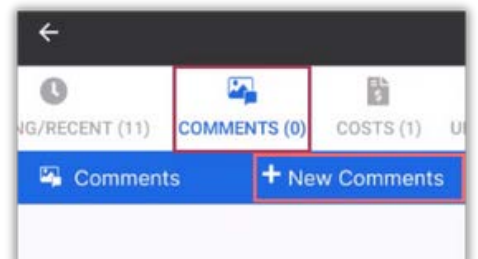 NG/RECENT (11) COMMENTS (0) COSTS (1)
Comments + New Comments